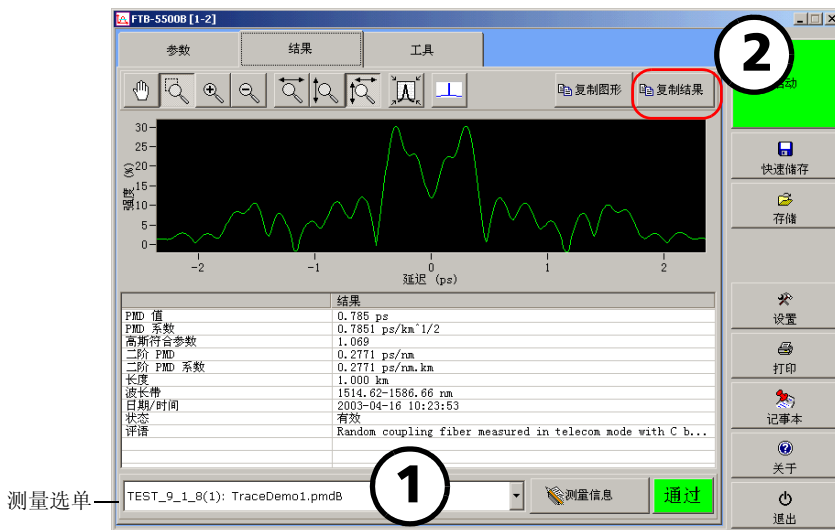 FTB-5500B [1-2]
参数
结果
工具
复制图形
复制结果
2
启动
30
25
20
15
10
5
0
强度 (%)
-2
-1
0
1
2
延迟 (ps)
结果
PMD 值 0.785 ps
PMD 系数 0.7851 ps/km^1/2
高斯符合参数 1.069
二阶 PMD 0.2771 ps/nm
二阶 PMD 系数 0.2771 ps/nm.km
长度 1.000 km
波长带 1514.62-1586.66 nm
日期/时间 2003-04-16 10:23:53
状态 有效
评语 Random coupling fiber measured in telecom mode with C b...
测量选单
TEST_9_1_8(1): TraceDemo1.pmdB
1
测量信息
通过
快速储存
存储
设置
打印
记事本
关于
退出